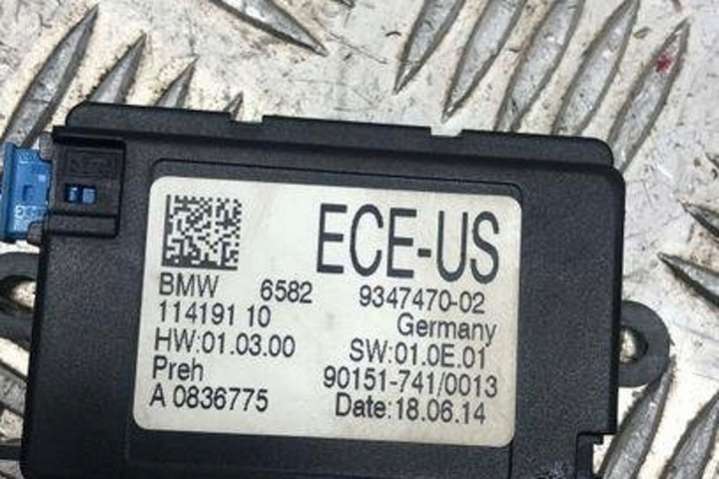 ECE-US
BMW 6582 9347470-02
114191 10 Germany
HW:01.03.00 SW:01.0E.01
Preh 90151-741/0013
A 0836775 Date:18.06.14